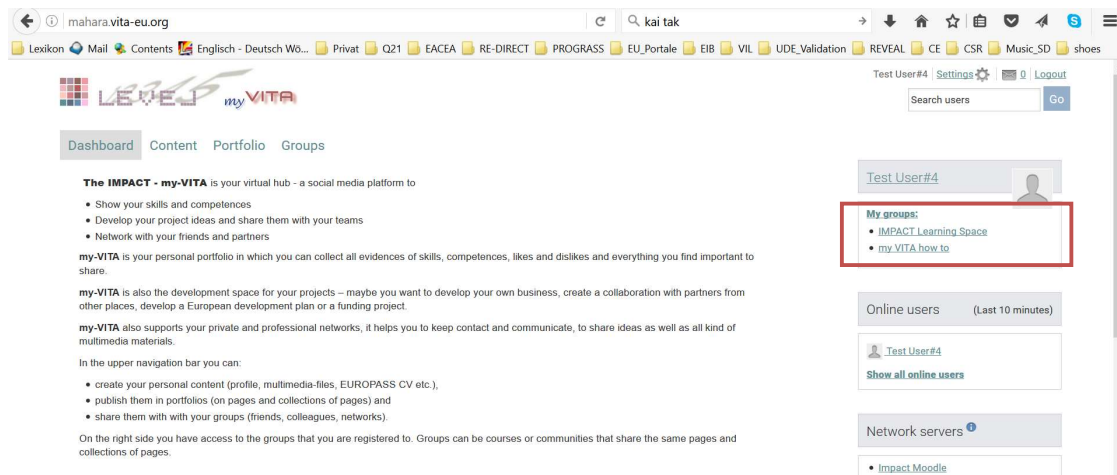 mahara.vita-eu.org
kai tak
Lexikon Mail Contents Englisch - Deutsch Wö... Privat Q21 EACEA RE-DIRECT PROGRASS EU_Portale EIB VIL UDE_Validation REVEAL CE CSR Music_SD shoes
Test User#4 Settings 0 Logout
LEVEL5 my VITA
Search users Go
Dashboard Content Portfolio Groups
The IMPACT - my-VITA is your virtual hub - a social media platform to
• Show your skills and competences
• Develop your project ideas and share them with your teams
• Network with your friends and partners
my-VITA is your personal portfolio in which you can collect all evidences of skills, competences, likes and dislikes and everything you find important to
share.
my-VITA is also the development space for your projects – maybe you want to develop your own business, create a collaboration with partners from
other places, develop a European development plan or a funding project.
my-VITA also supports your private and professional networks, it helps you to keep contact and communicate, to share ideas as well as all kind of
multimedia materials.
In the upper navigation bar you can:
• create your personal content (profile, multimedia-files, EUROPASS CV etc.),
• publish them in portfolios (on pages and collections of pages) and
• share them with with your groups (friends, colleagues, networks).
On the right side you have access to the groups that you are registered to. Groups can be courses or communities that share the same pages and
collections of pages.
Test User#4
My groups:
• IMPACT Learning Space
• my VITA how to
Online users (Last 10 minutes)
Test User#4
Show all online users
Network servers
• Impact Moodle